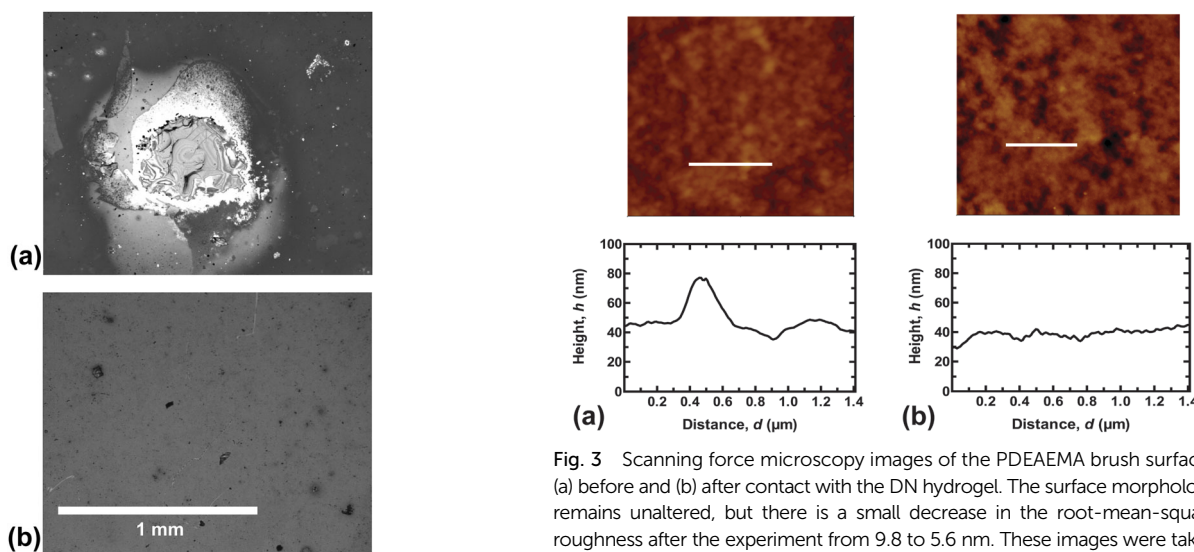 (a)
(b)
1 mm
100
80
60
40
20
0
Height, h (nm)
0.2 0.4 0.6 0.8 1.0 1.2 1.4
Distance, d (µm)
(a)
100
80
60
40
20
0
Height, h (nm)
0.2 0.4 0.6 0.8 1.0 1.2 1.4
Distance, d (µm)
(b)
Fig. 3 Scanning force microscopy images of the PDEAEMA brush surfac
(a) before and (b) after contact with the DN hydrogel. The surface morpholo
remains unaltered, but there is a small decrease in the root-mean-squa
roughness after the experiment from 9.8 to 5.6 nm. These images were tak